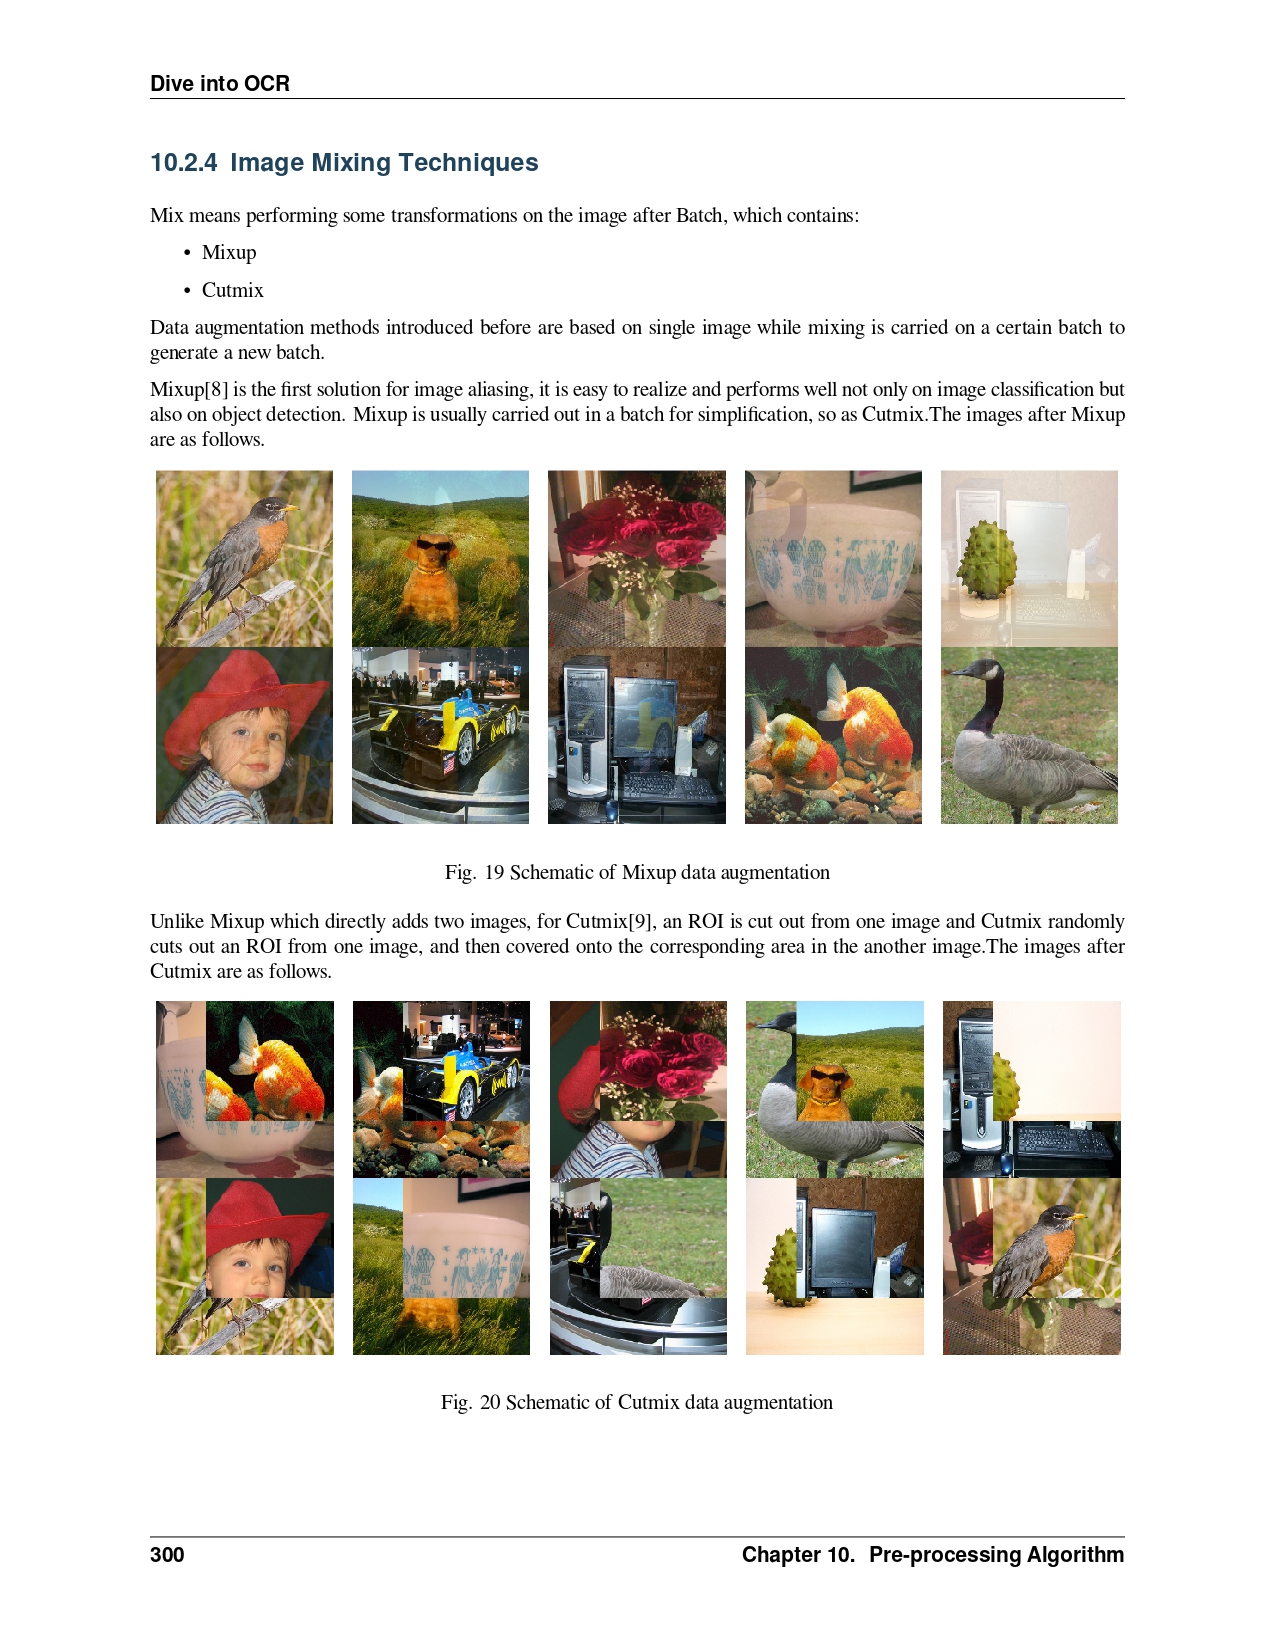 Dive into OCR
10.2.4 Image Mixing Techniques
Mix means performing some transformations on the image after Batch, which contains:
• Mixup
• Cutmix
Data augmentation methods introduced before are based on single image while mixing is carried on a certain batch to
generate a new batch.
Mixup[8] is the first solution for image aliasing, it is easy to realize and performs well not only on image classification but
also on object detection. Mixup is usually carried out in a batch for simplification, so as Cutmix.The images after Mixup
are as follows.
Fig. 19 Schematic of Mixup data augmentation
Unlike Mixup which directly adds two images, for Cutmix[9], an ROI is cut out from one image and Cutmix randomly
cuts out an ROI from one image, and then covered onto the corresponding area in the another image.The images after
Cutmix are as follows.
Fig. 20 Schematic of Cutmix data augmentation
300
Chapter 10. Pre-processing Algorithm